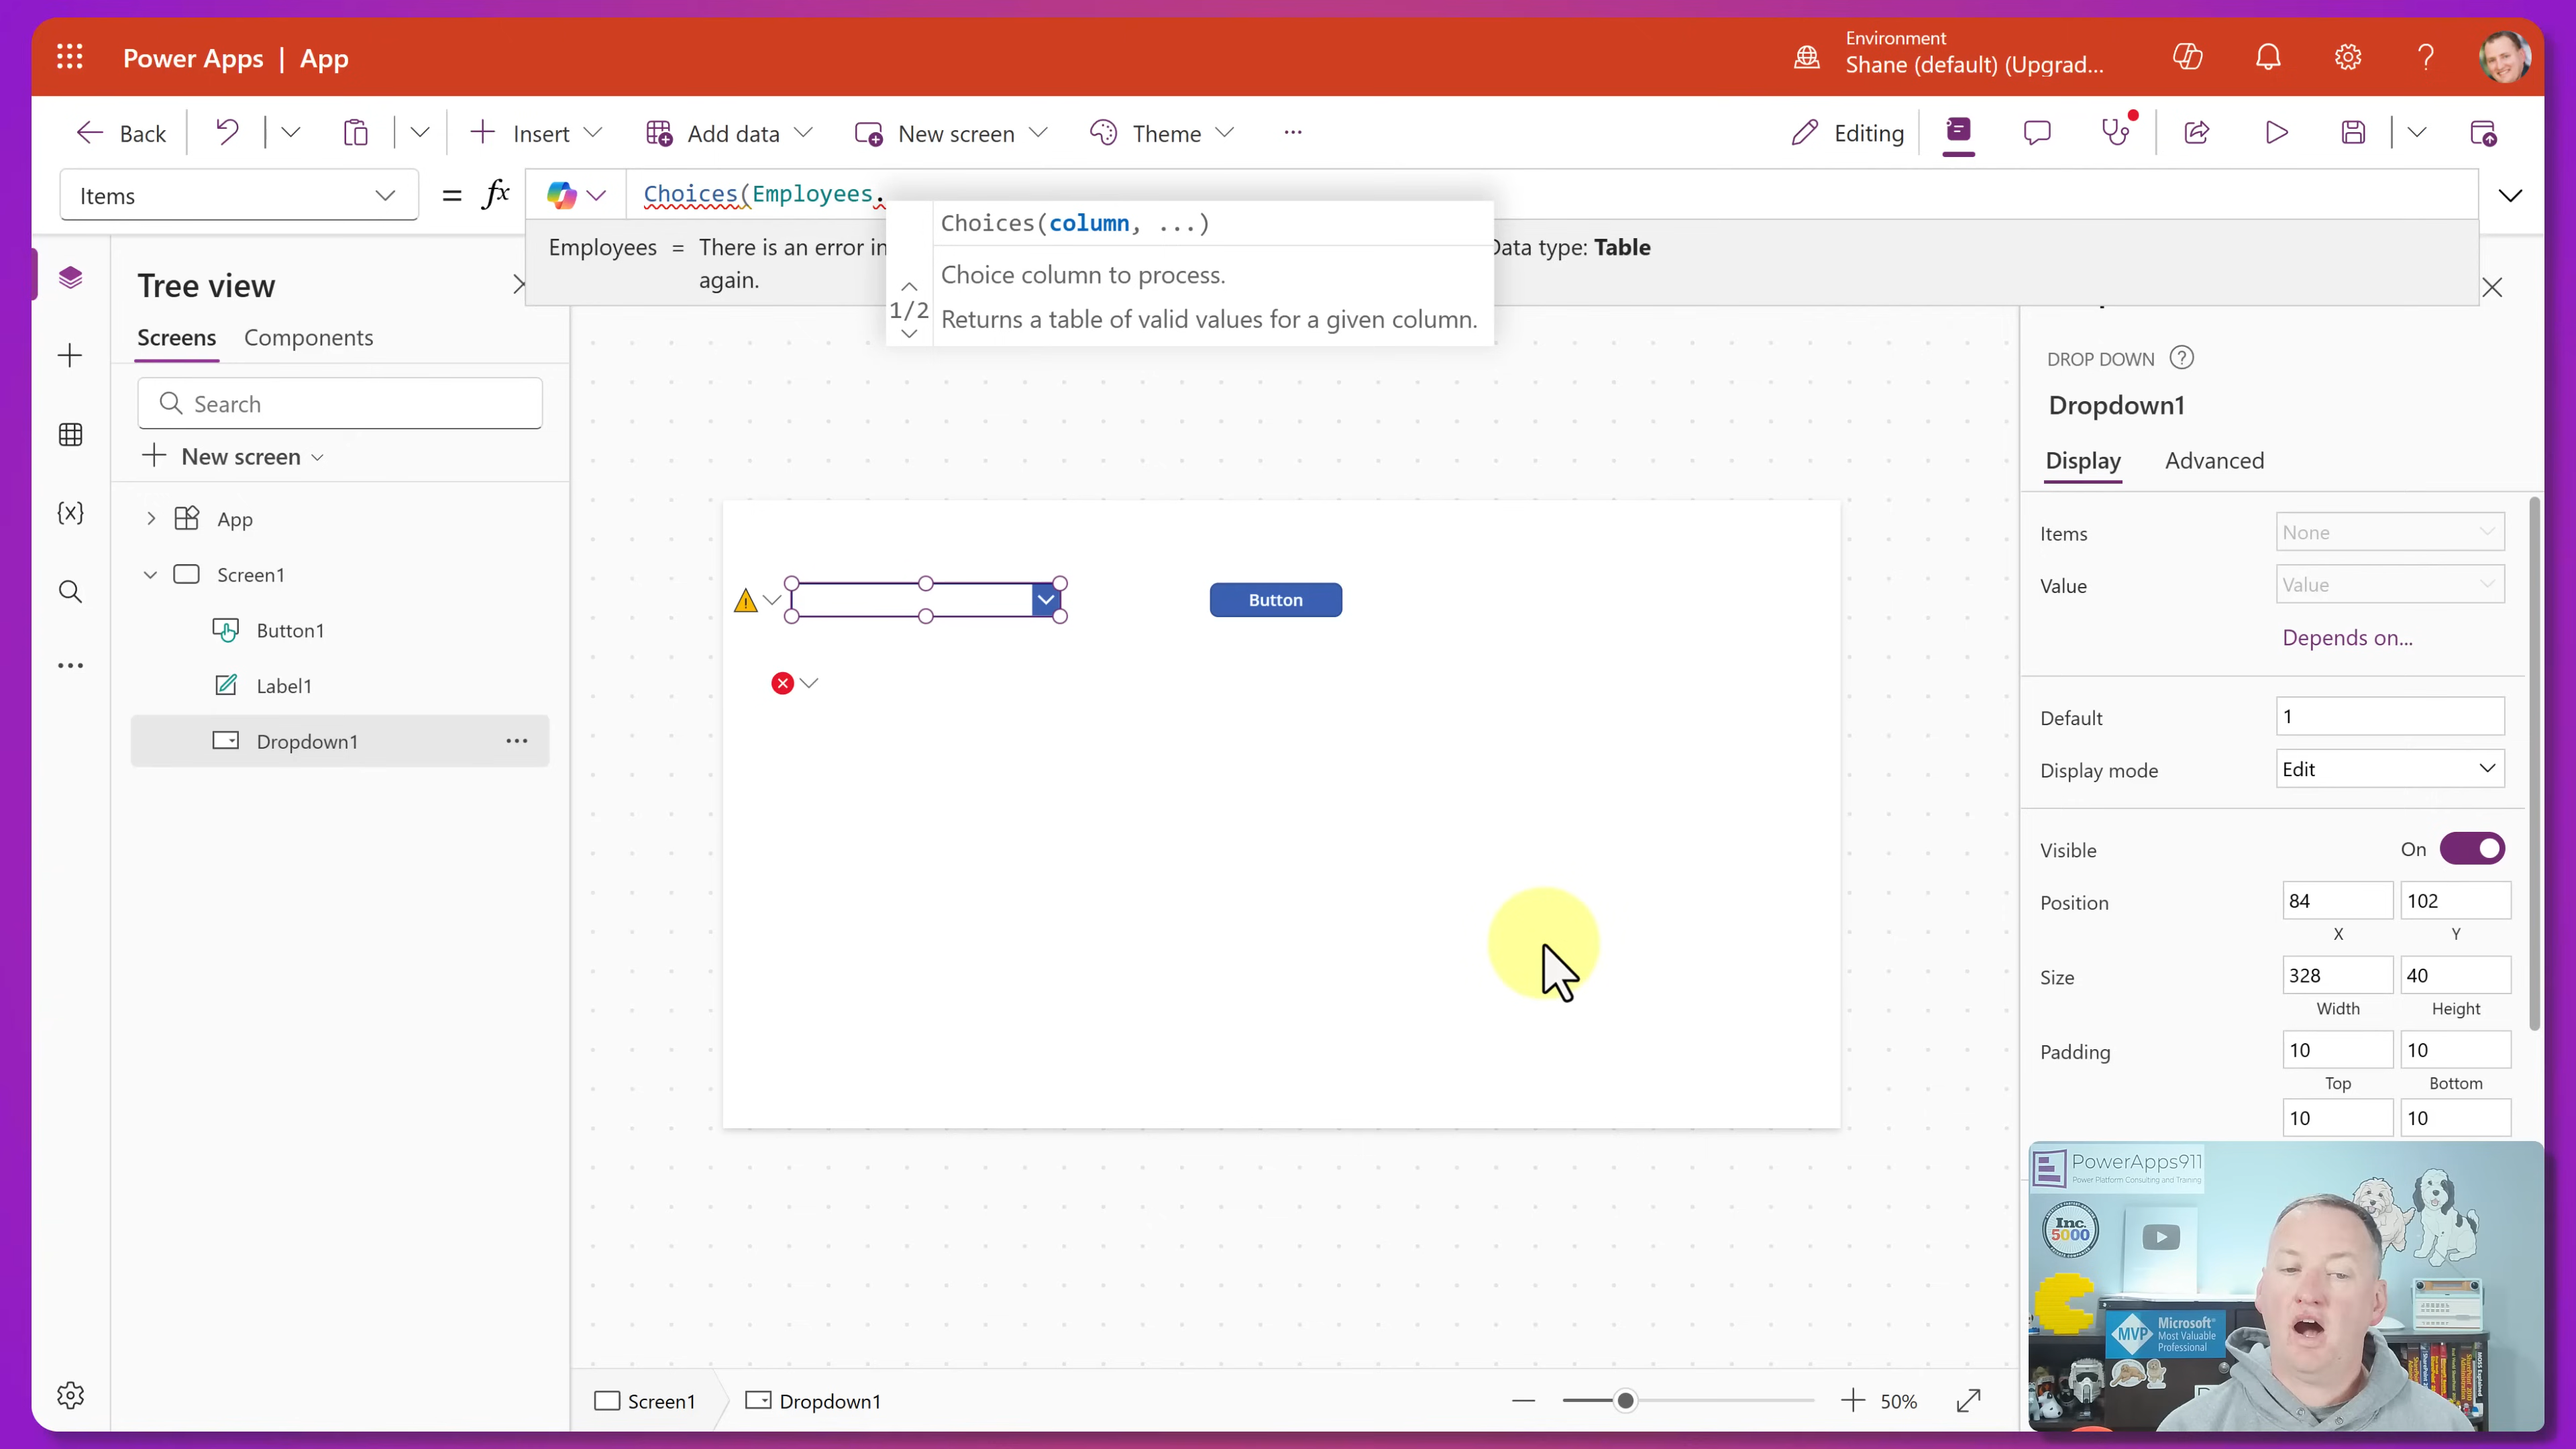 Power Apps | App
Environment
Shane (default) (Upgrad...
Back
Insert
Add data
New screen
Theme
...
Editing
Items
= fx
Choices(Employees.
Choices(column, ...)
Choice column to process.
1/2
Returns a table of valid values for a given column.
Employees = There is an error in
again.
Data type: Table
Tree view
Screens
Components
Search
New screen
App
Screen1
Button1
Label1
Dropdown1
Button
DROP DOWN
Dropdown1
Display
Advanced
Items
None
Value
Value
Depends on...
Default
1
Display mode
Edit
Visible
On
Position
84
102
X
Y
Size
328
40
Width
Height
Padding
10
10
Top
Bottom
10
10
PowerApps911
Power Platform Consulting and Training
Inc.
5000
MVP
Microsoft
Most Valuable
Professional
Screen1
Dropdown1
50%